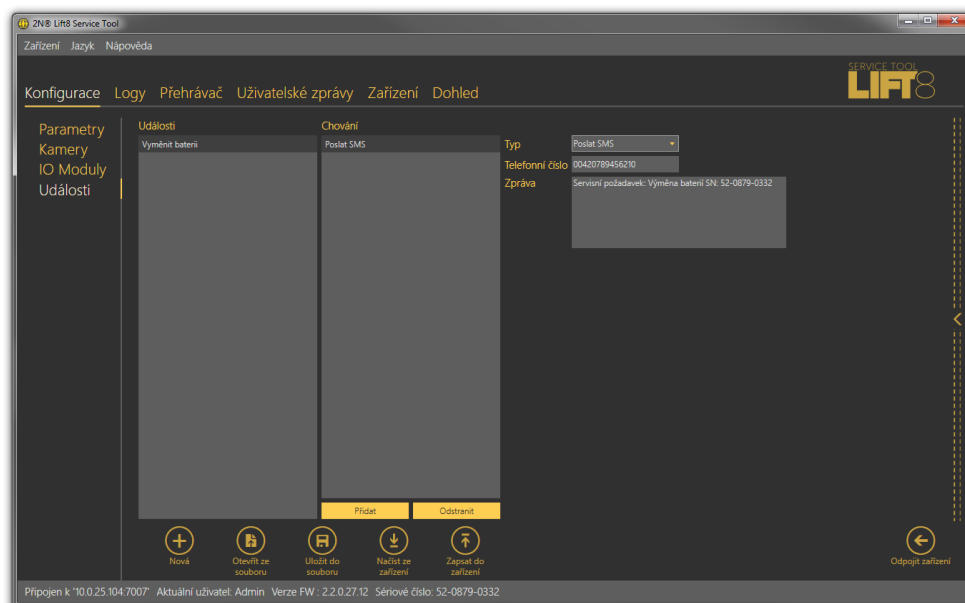 2N® Lift8 Service Tool
Zařízení Jazyk Nápověda
SERVICE TOOL
LIFT8
Konfigurace Logy Přehrávač Uživatelské zprávy Zařízení Dohled
Parametry
Kamery
IO Moduly
Události
Události
Vyměnit baterii
Chování
Poslat SMS
Typ Poslat SMS
Telefonní číslo 00420789456210
Zpráva Servisní požadavek: Výměna baterií SN: 52-0879-0332
Přidat Odstranit
Nová
Otevřít ze
souboru
Uložit do
souboru
Načíst ze
zařízení
Zapsat do
zařízení
Odpojit zařízení
Připojen k '10.0.25.104:7007' Aktuální uživatel: Admin Verze FW : 2.2.0.27.12 Sériové číslo: 52-0879-0332